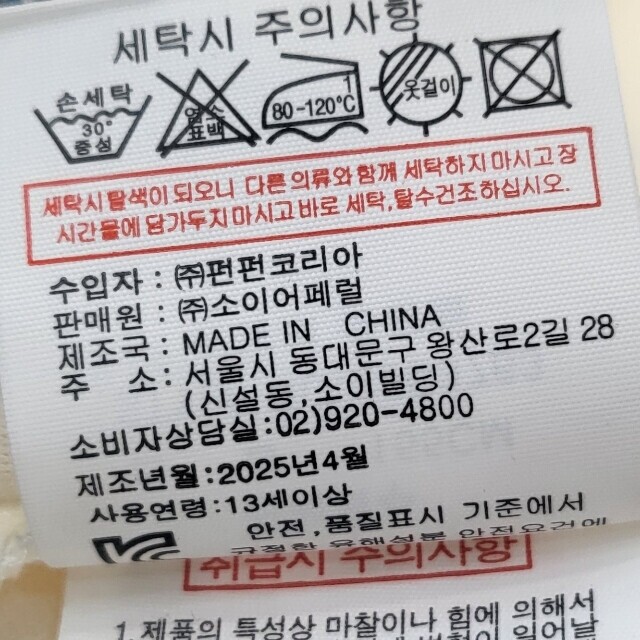 세탁시 주의사항
손세탁
30°
중성
염소
표백
1
80-120℃
옷걸이
세탁시 탈색이 되오니 다른 의류와 함께 세탁하지 마시고 장
시간 물에 담가두지 마시고 바로 세탁, 탈수건조 하십시오.
수입자 : ㈜펀펀코리아
판매원 : ㈜소이어페럴
제조국 : MADE IN CHINA
주 소 : 서울시 동대문구 왕산로2길 28
(신설동, 소이빌딩)
소비자상담실:02)920-4800
제조년월:2025년4월
사용연령:13세이상
안전, 품질표시 기준에서
취급시 주의사항
1. 제품의 특성상 마찰이나 힘에 의해서